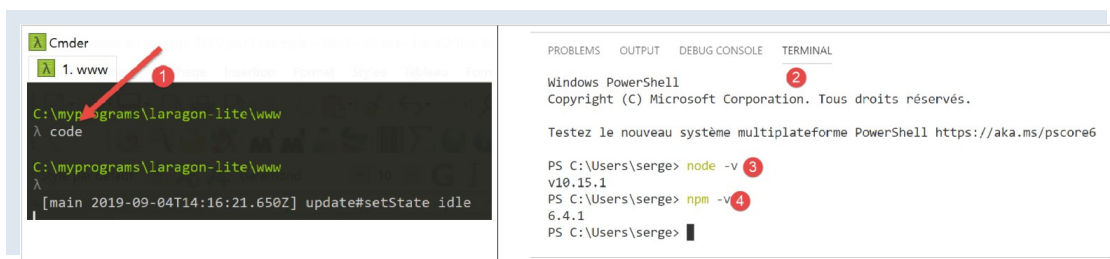 λ Cmder
λ 1. www
1
C:\myprograms\laragon-lite\www
λ code
C:\myprograms\laragon-lite\www
λ
[main 2019-09-04T14:16:21.650Z] update#setState idle
PROBLEMS OUTPUT DEBUG CONSOLE TERMINAL
2
Windows PowerShell
Copyright (C) Microsoft Corporation. Tous droits réservés.
Testez le nouveau système multiplateforme PowerShell https://aka.ms/pscore6
PS C:\Users\serge> node -v 3
v10.15.1
PS C:\Users\serge> npm -v 4
6.4.1
PS C:\Users\serge>